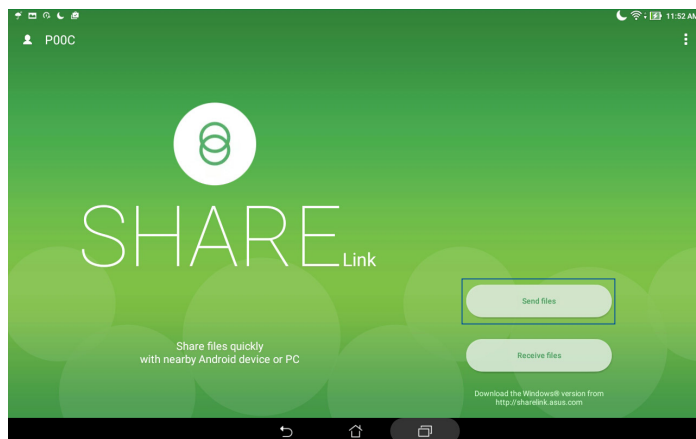 11:52 AM
P00C
SHARE Link
Send files
Share files quickly
with nearby Android device or PC
Receive files
Download the Windows® version from
http://sharelink.asus.com